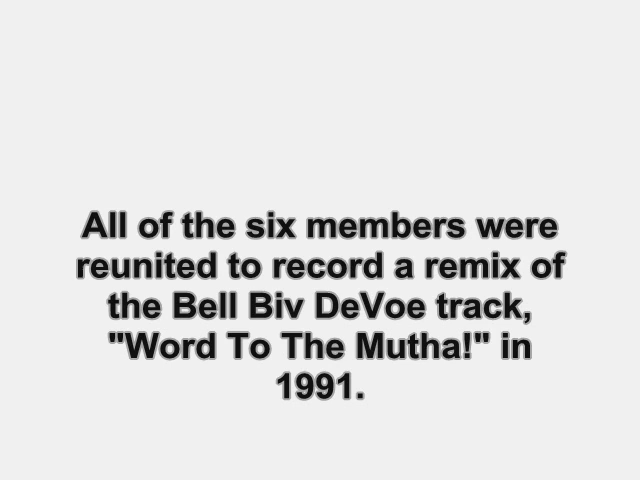 All of the six members were
reunited to record a remix of
the Bell Biv DeVoe track,
"Word To The Mutha!" in
1991.